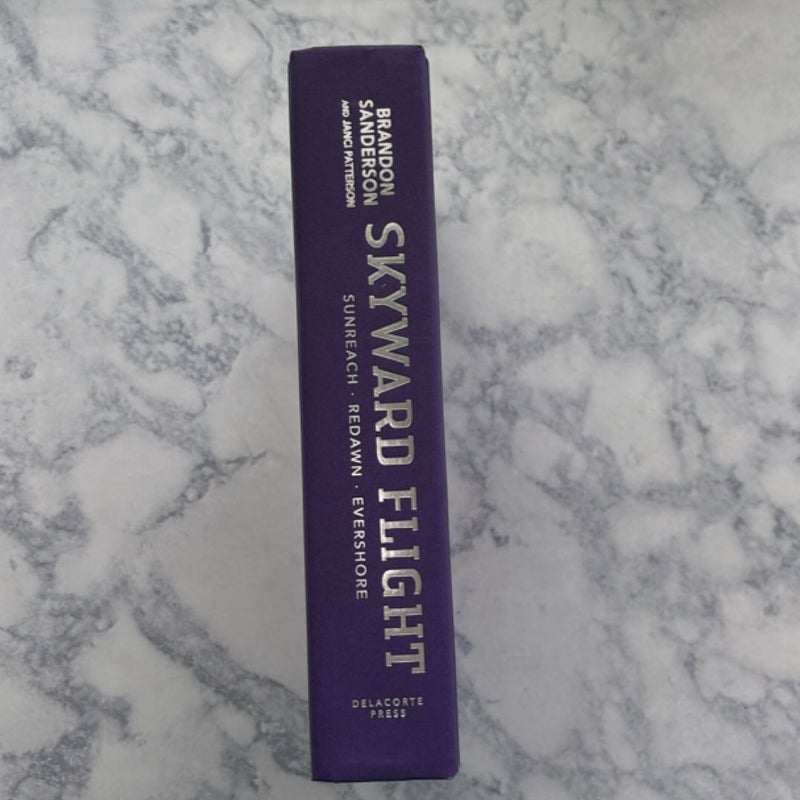 BRANDON
SANDERSON
AND JANCI PATTERSON
SKYWARD FLIGHT
SUNREACH · REDAWN · EVERSHORE
DELACORTE
PRESS